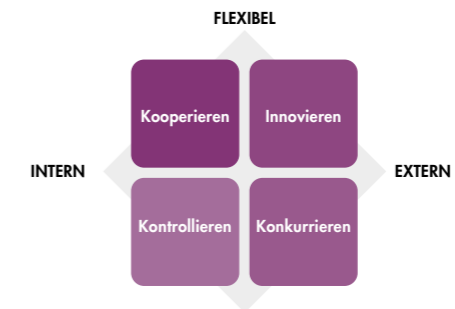 FLEXIBEL
Kooperieren
Innovieren
INTERN
EXTERN
Kontrollieren
Konkurrieren